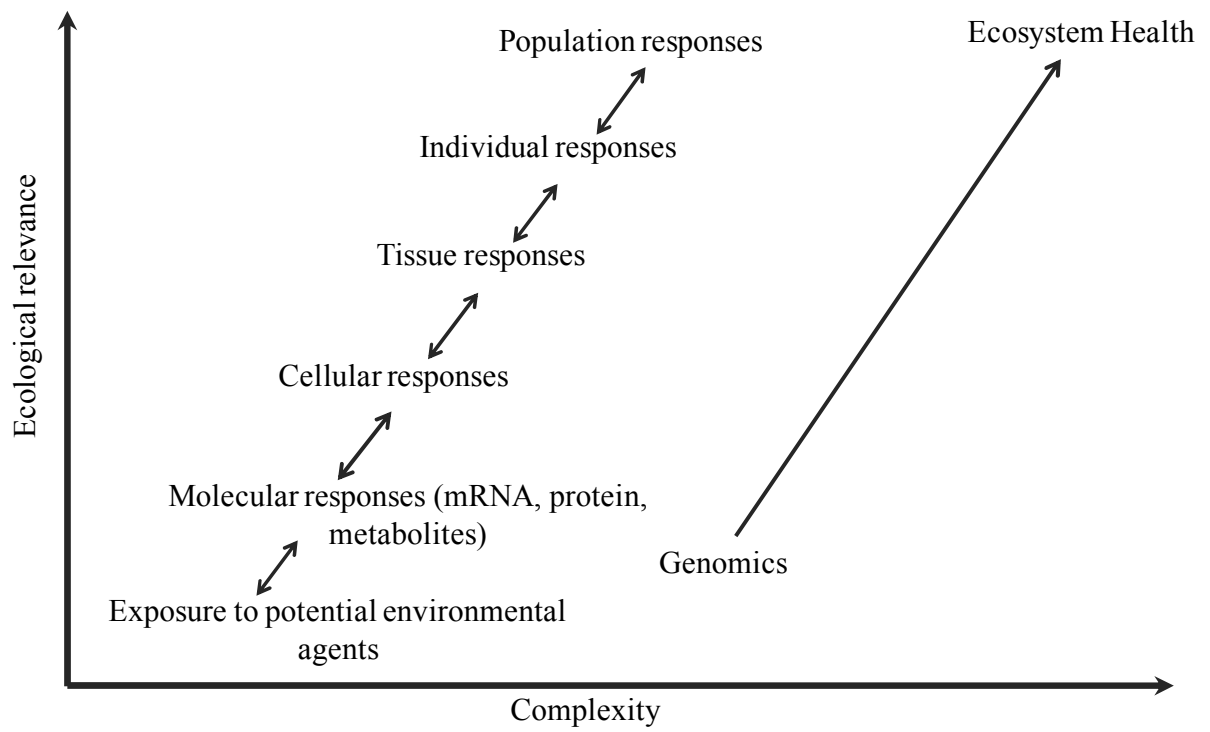 Population responses
Ecosystem Health
Individual responses
Tissue responses
Ecological relevance
Cellular responses
Molecular responses (mRNA, protein,
metabolites)
Genomics
Exposure to potential environmental
agents
Complexity